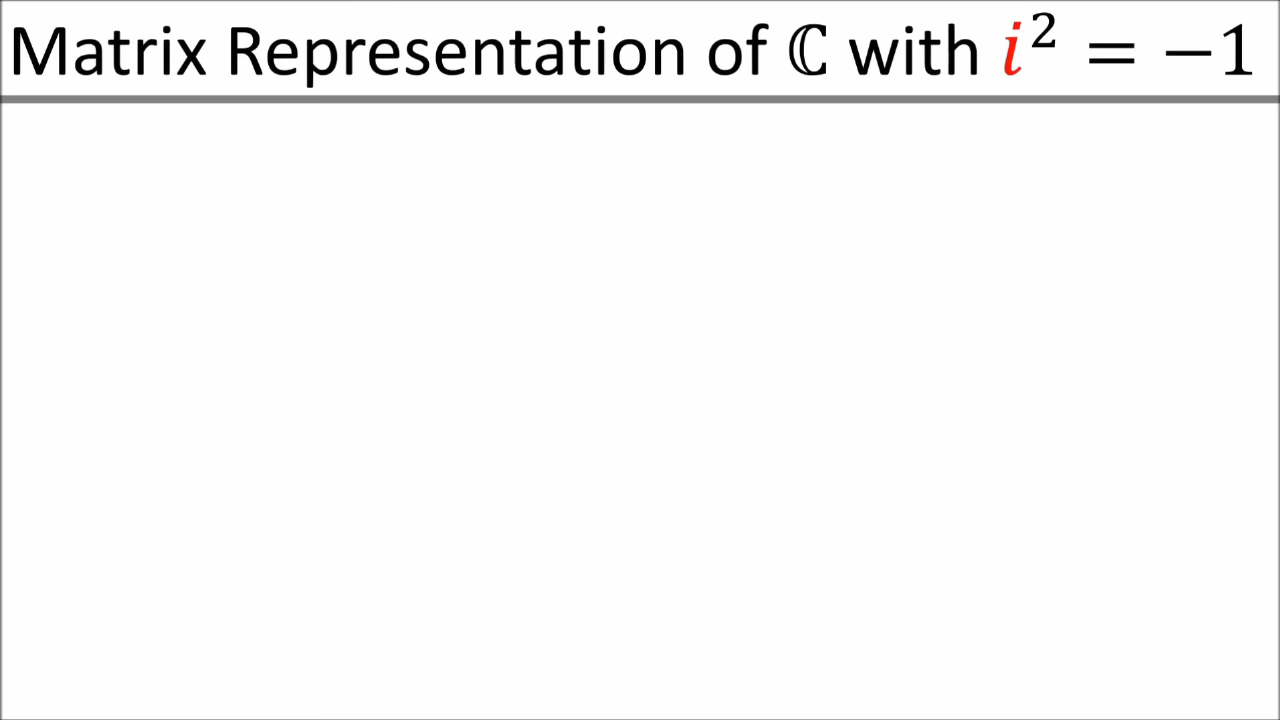 Matrix Representation of ℂ with i² = −1